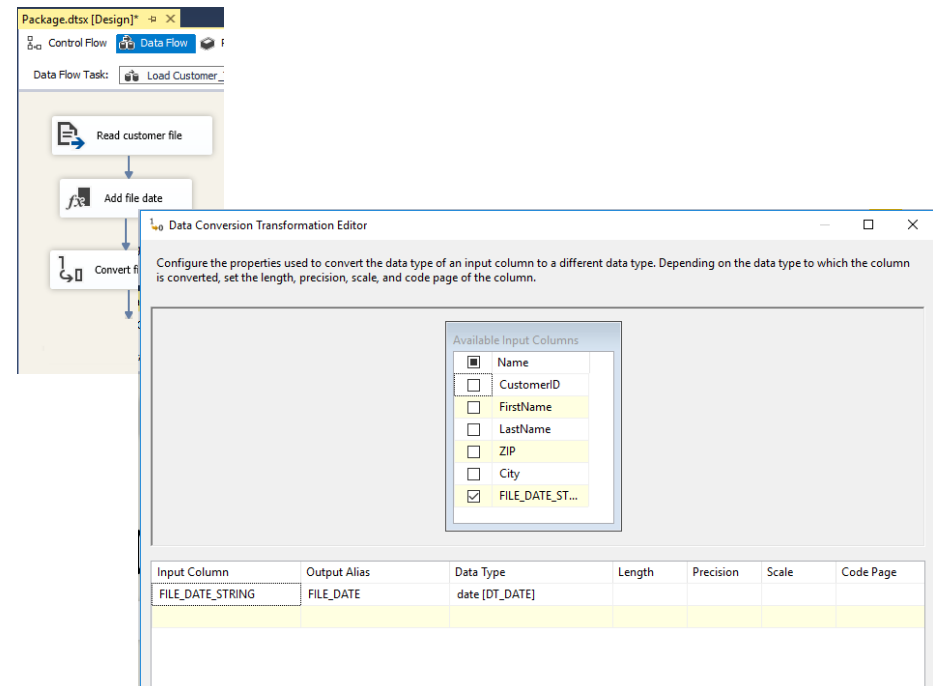 Package.dtsx [Design]*
Control Flow Data Flow
Data Flow Task: Load Customer_
Read customer file
Add file date
Convert fi
Data Conversion Transformation Editor
Configure the properties used to convert the data type of an input column to a different data type. Depending on the data type to which the column
is converted, set the length, precision, scale, and code page of the column.
Available Input Columns
Name
CustomerID
FirstName
LastName
ZIP
City
FILE_DATE_ST...
Input Column Output Alias Data Type Length Precision Scale Code Page
FILE_DATE_STRING FILE_DATE date [DT_DATE]